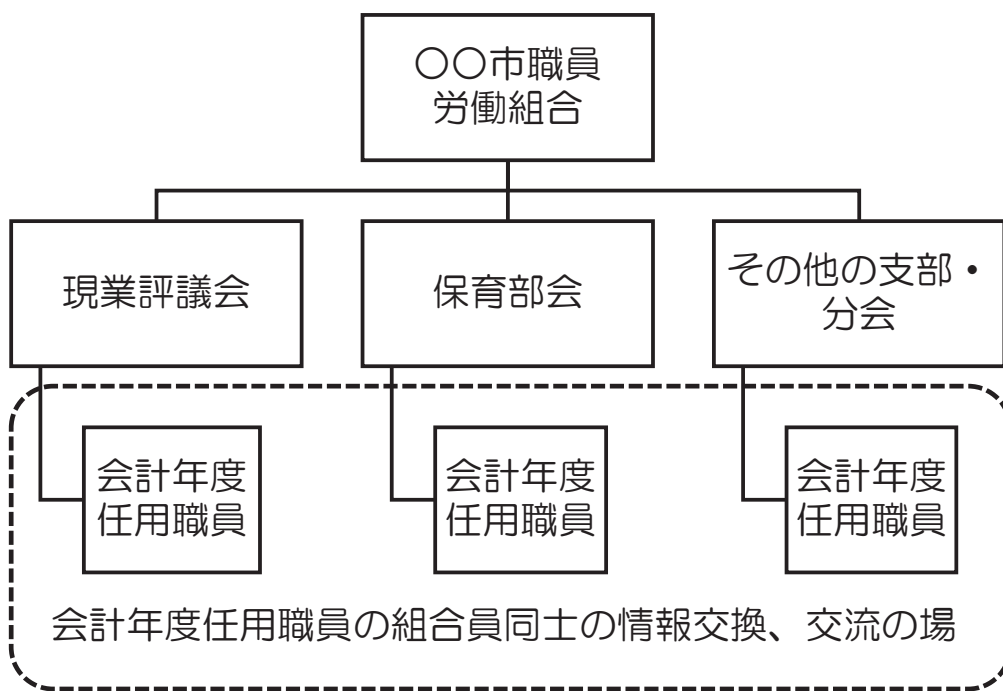 〇〇市職員
労働組合
現業評議会
保育部会
その他の支部・
分会
会計年度
任用職員
会計年度
任用職員
会計年度
任用職員
会計年度任用職員の組合員同士の情報交換、交流の場